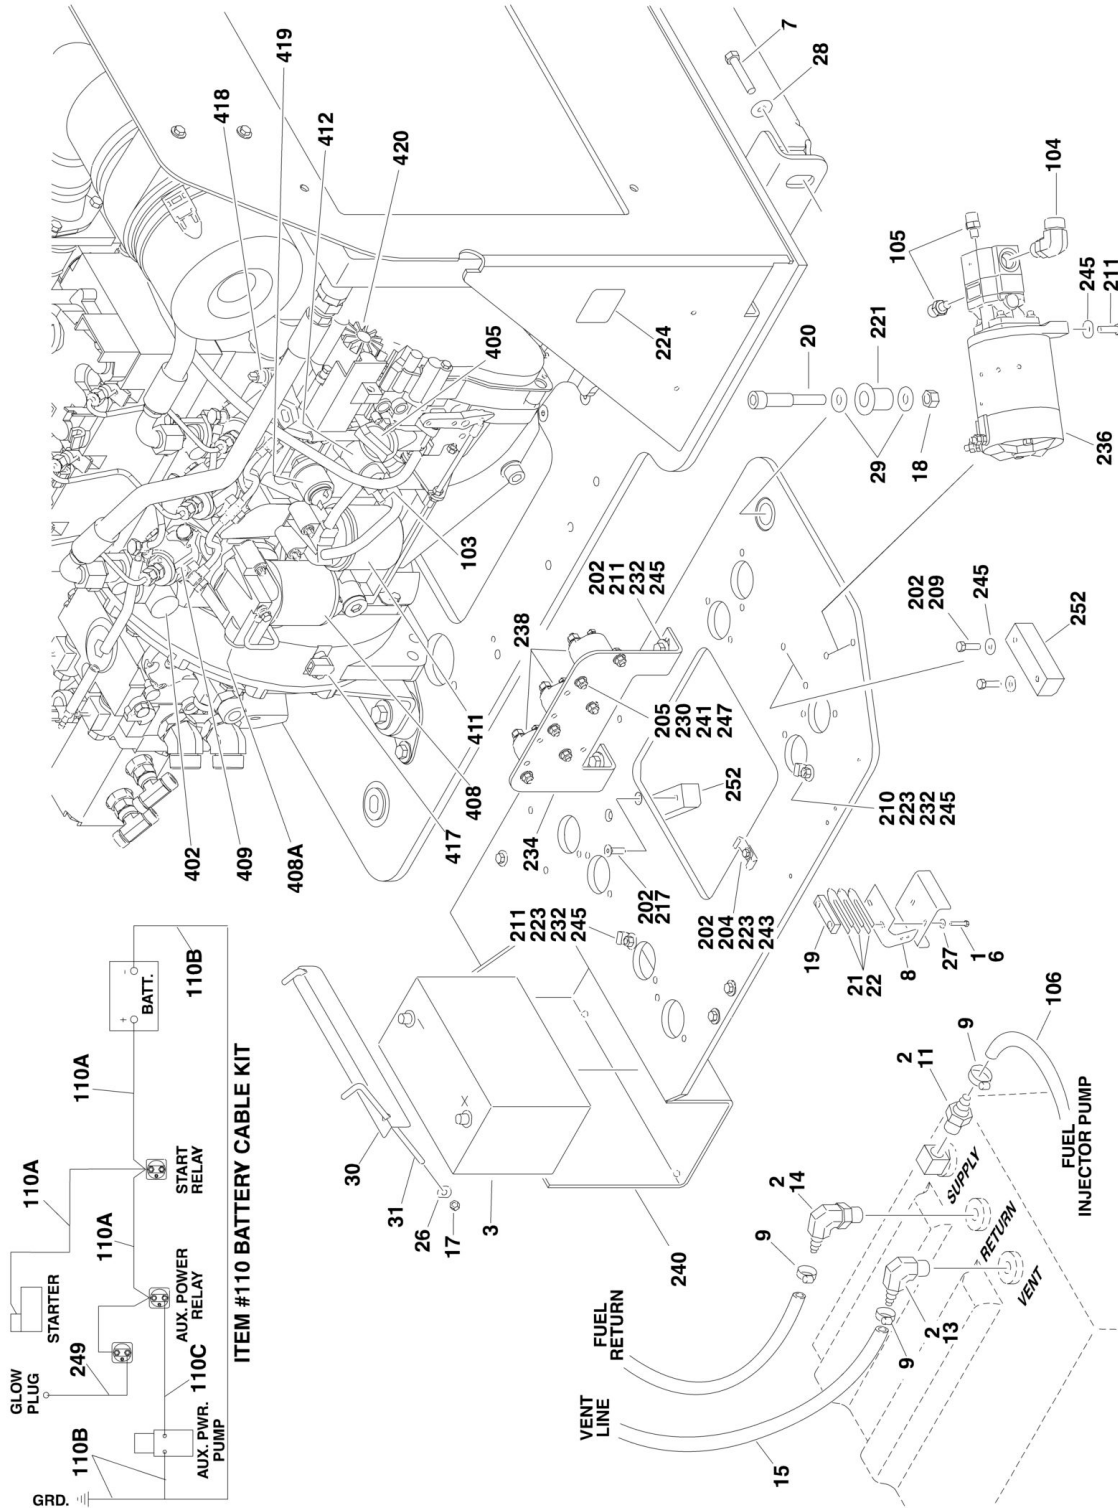 GRD.
110B
GLOW
PLUG
249
STARTER
110A
AUX. PWR.
PUMP
110C
AUX. POWER
RELAY
110A
START
RELAY
110A
+
-
BATT.
110B
ITEM #110 BATTERY CABLE KIT
402
409
408A
417
408
411
103
405
420
412
418
419
7
28
224
104
105
245
211
20
221
29
18
236
202
209
245
252
202
211
232
245
238
205
230
241
247
252
210
223
232
245
234
202
217
202
204
223
243
211
223
232
245
30
31
26
17
3
X
-
240
19
21
22
8
27
1
6
106
9
2
11
2
14
9
2
13
9
FUEL
RETURN
VENT
LINE
15
SUPPLY
RETURN
VENT
FUEL
INJECTOR PUMP